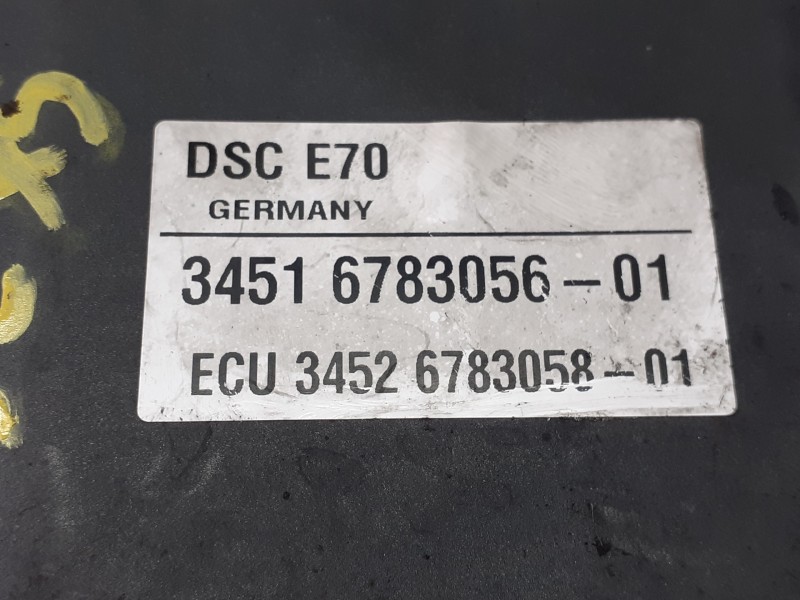 DSC E70
GERMANY
3451 6783056-01
ECU 3452 6783058-01